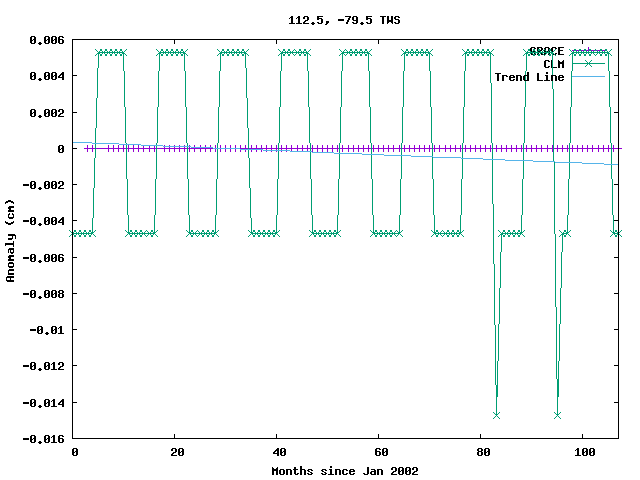 112.5, -79.5 TWS
GRACE
CLM
Trend Line
0.006
0.004
0.002
0
-0.002
-0.004
-0.006
-0.008
-0.01
-0.012
-0.014
-0.016
Anomaly (cm)
0 20 40 60 80 100
Months since Jan 2002